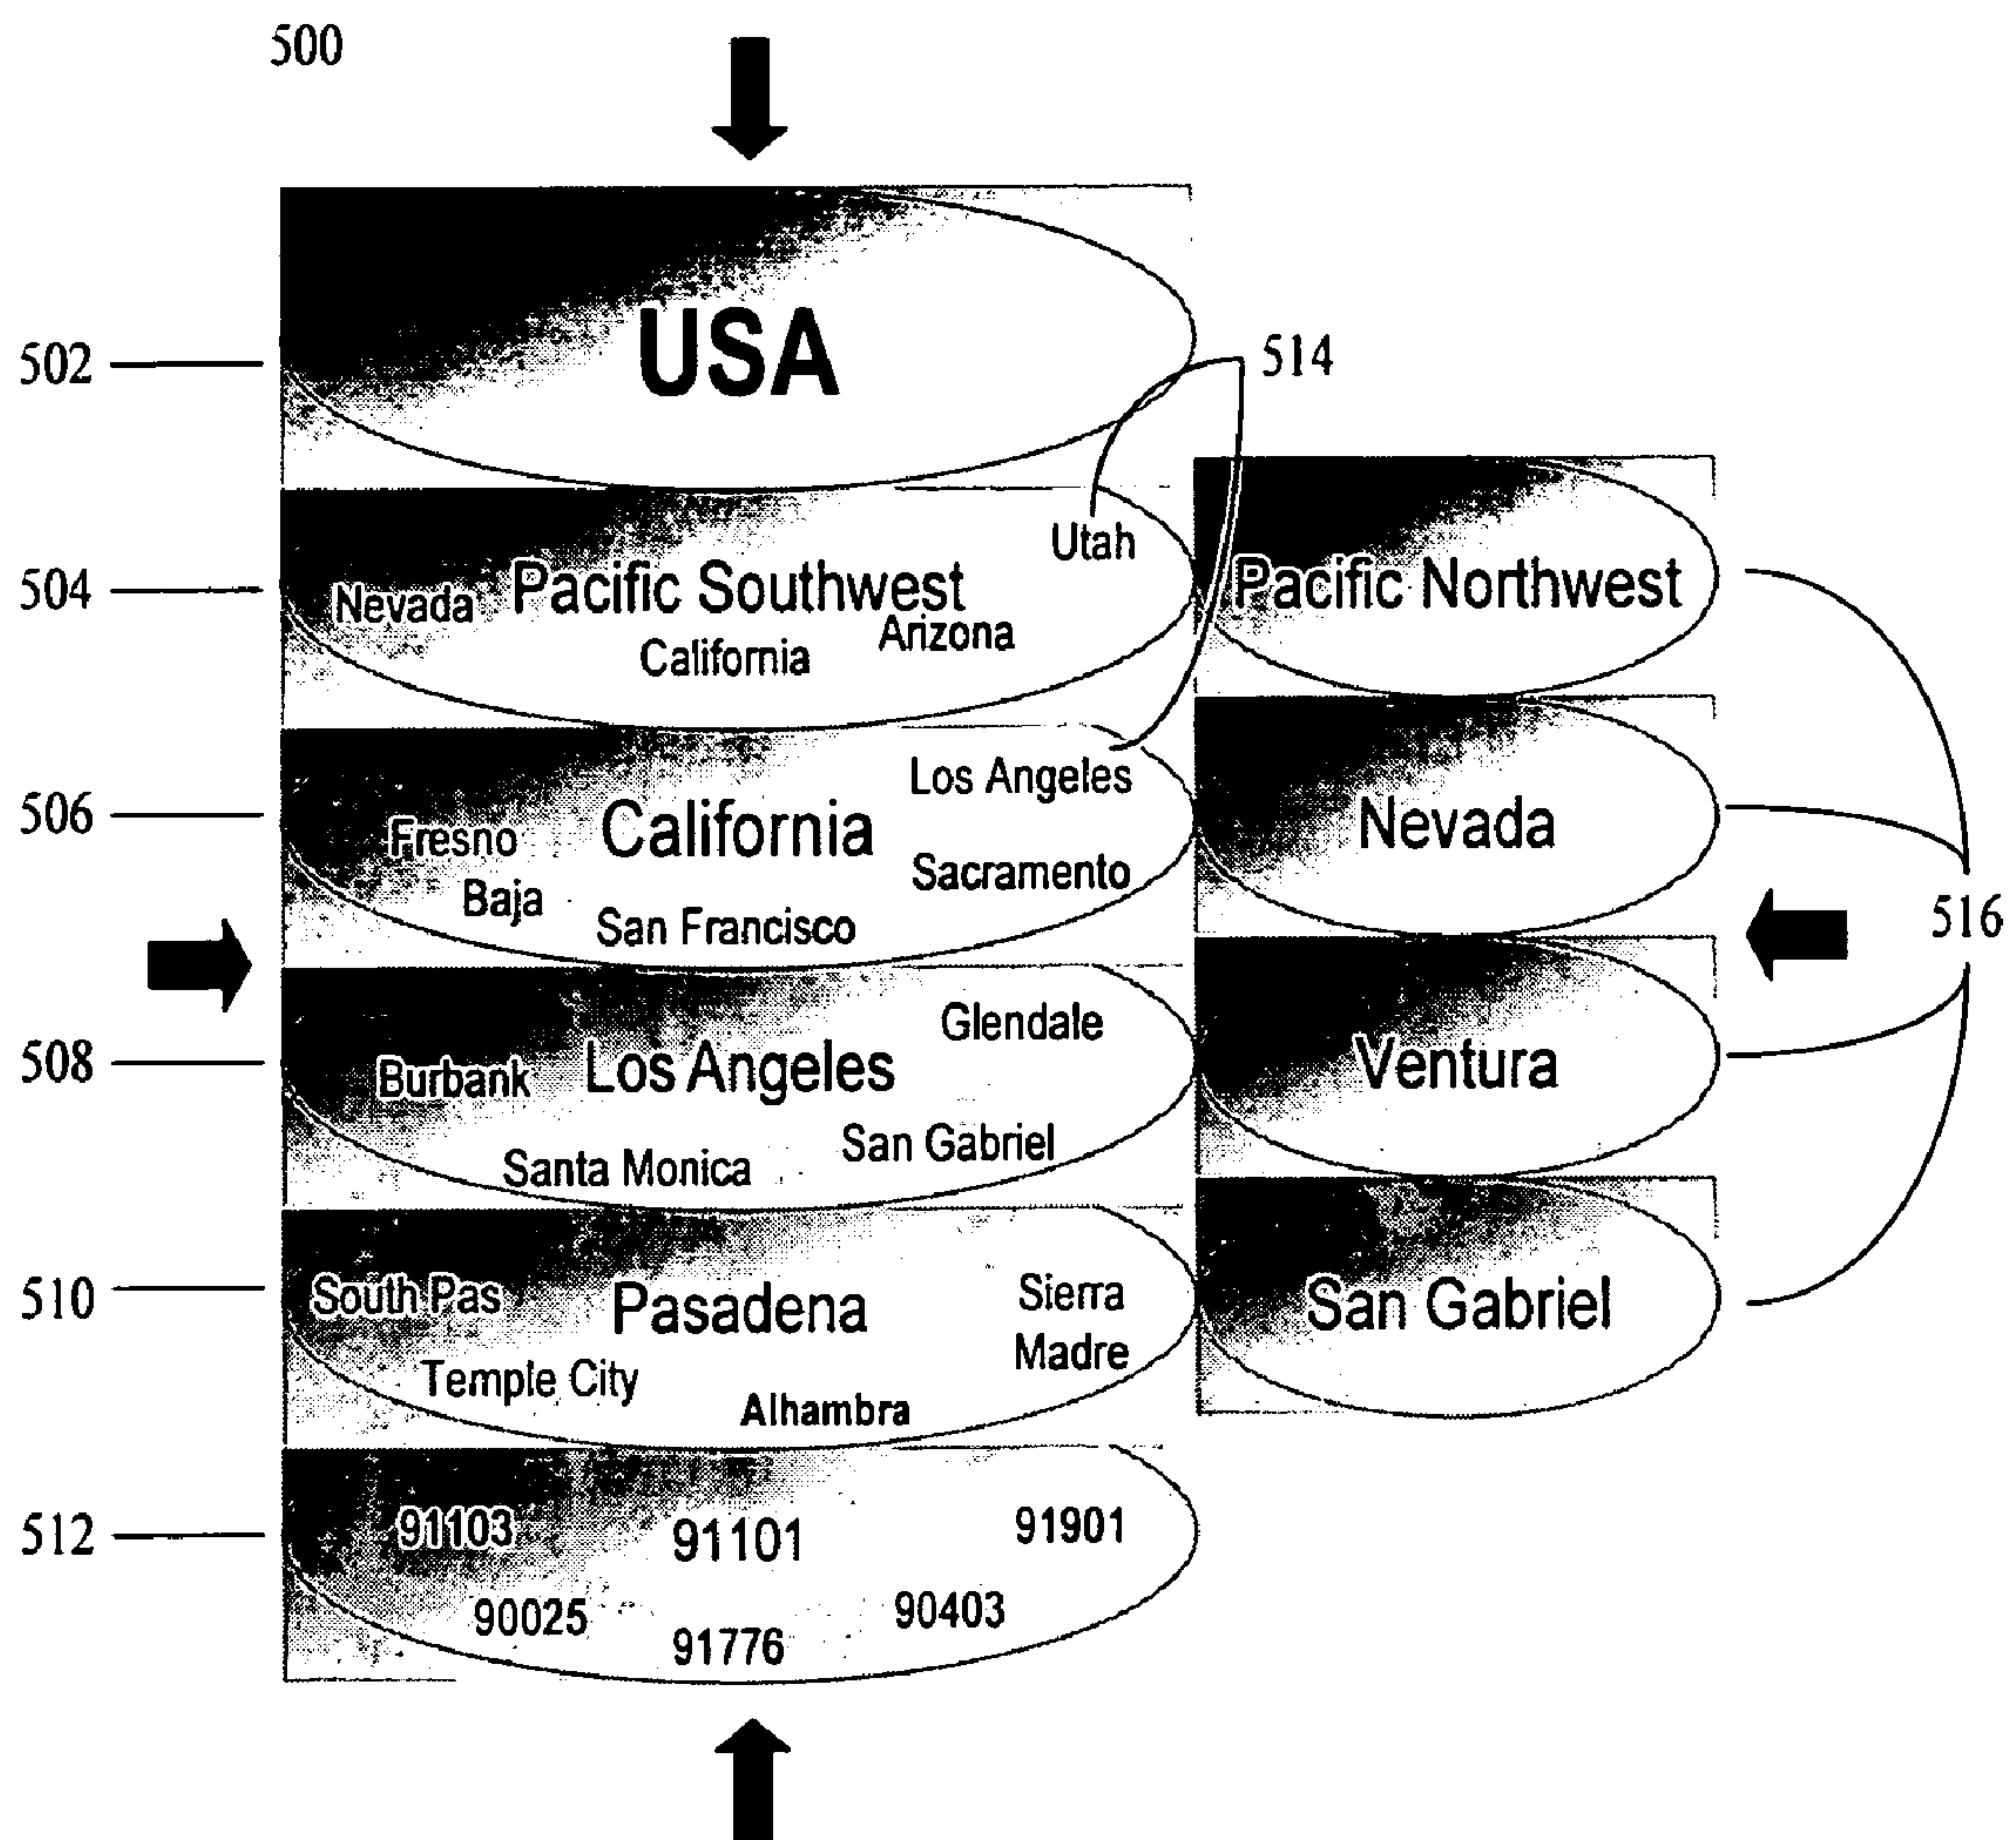 500
USA
502
514
Utah
504
Pacific Southwest
Nevada
Arizona
California
Pacific Northwest
506
Los Angeles
California
Fresno
Sacramento
Baja
San Francisco
Nevada
516
508
Glendale
Los Angeles
Burbank
San Gabriel
Santa Monica
Ventura
510
South Pas
Pasadena
Sierra
Madre
Temple City
Alhambra
San Gabriel
512
91103
91101
91901
90025
90403
91776